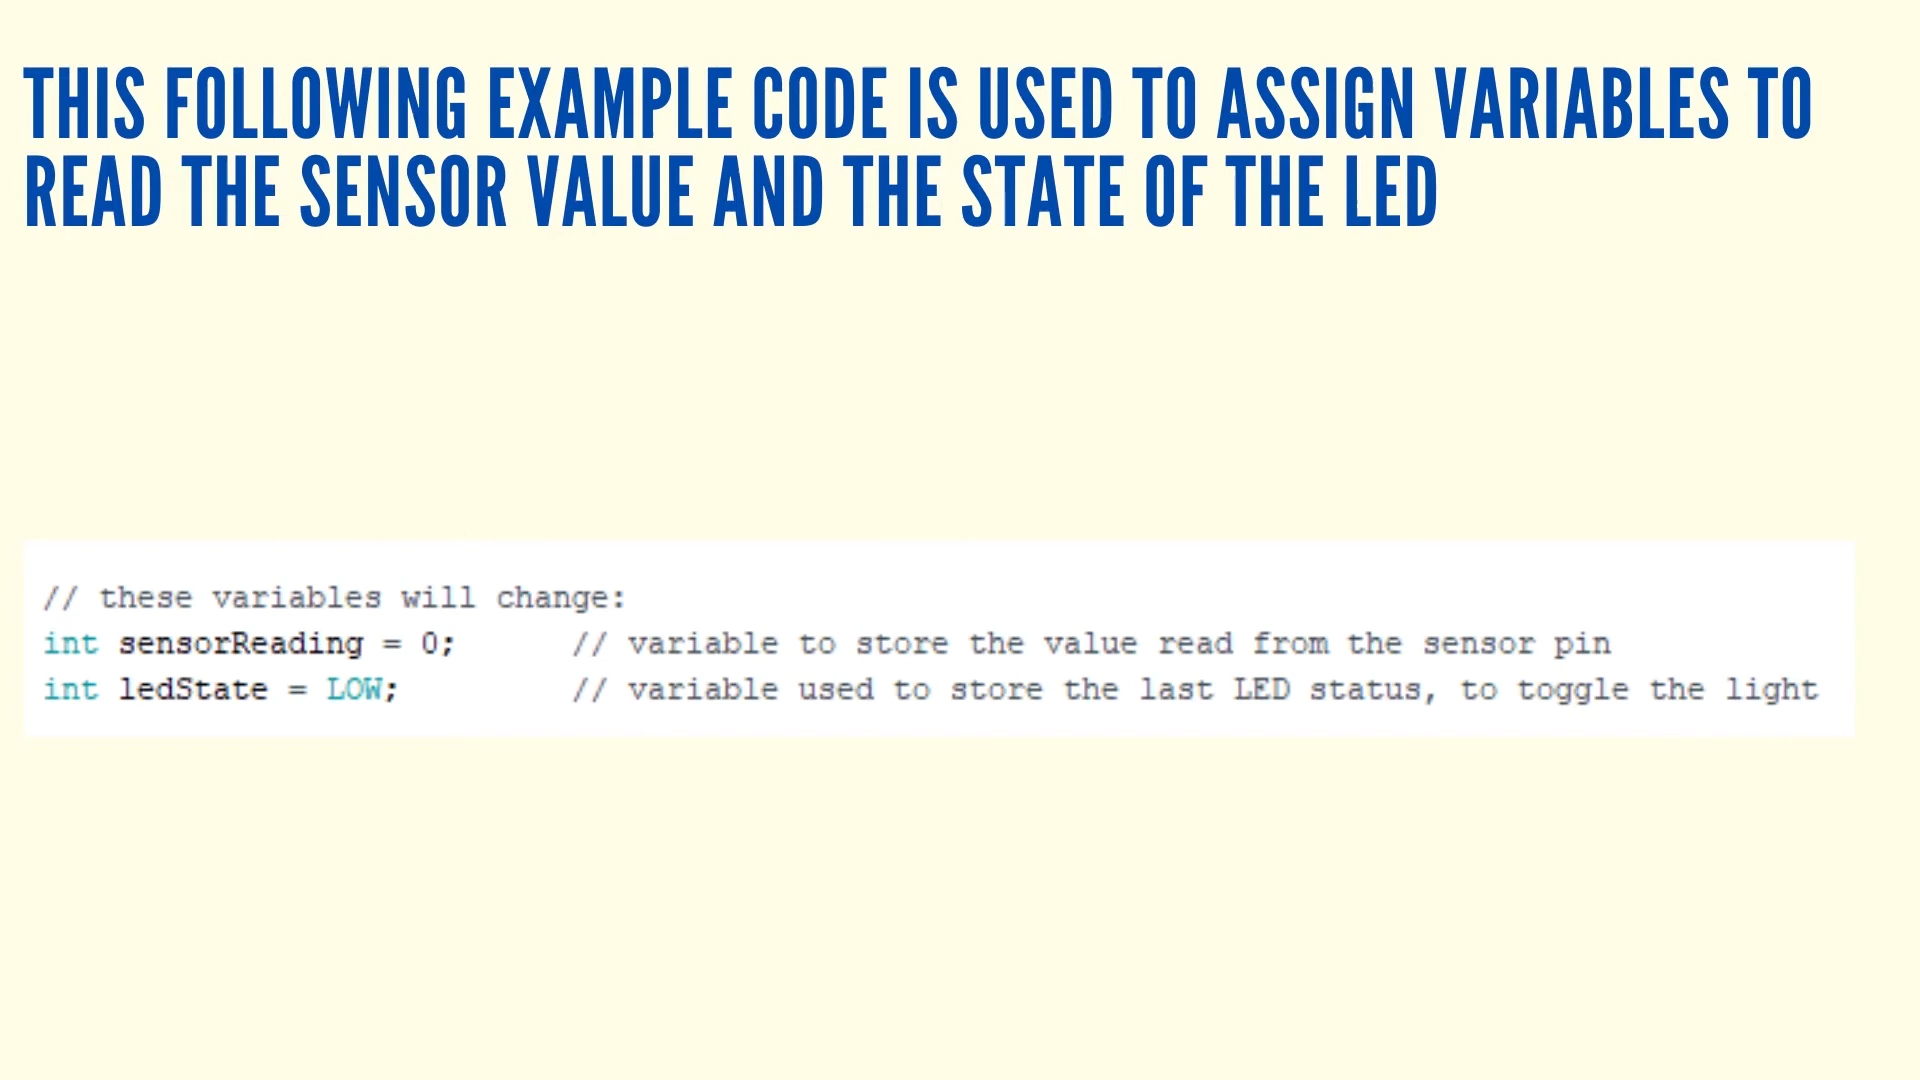 THIS FOLLOWING EXAMPLE CODE IS USED TO ASSIGN VARIABLES TO
READ THE SENSOR VALUE AND THE STATE OF THE LED
// these variables will change:
int sensorReading = 0;      // variable to store the value read from the sensor pin
int ledState = LOW;         // variable used to store the last LED status, to toggle the light